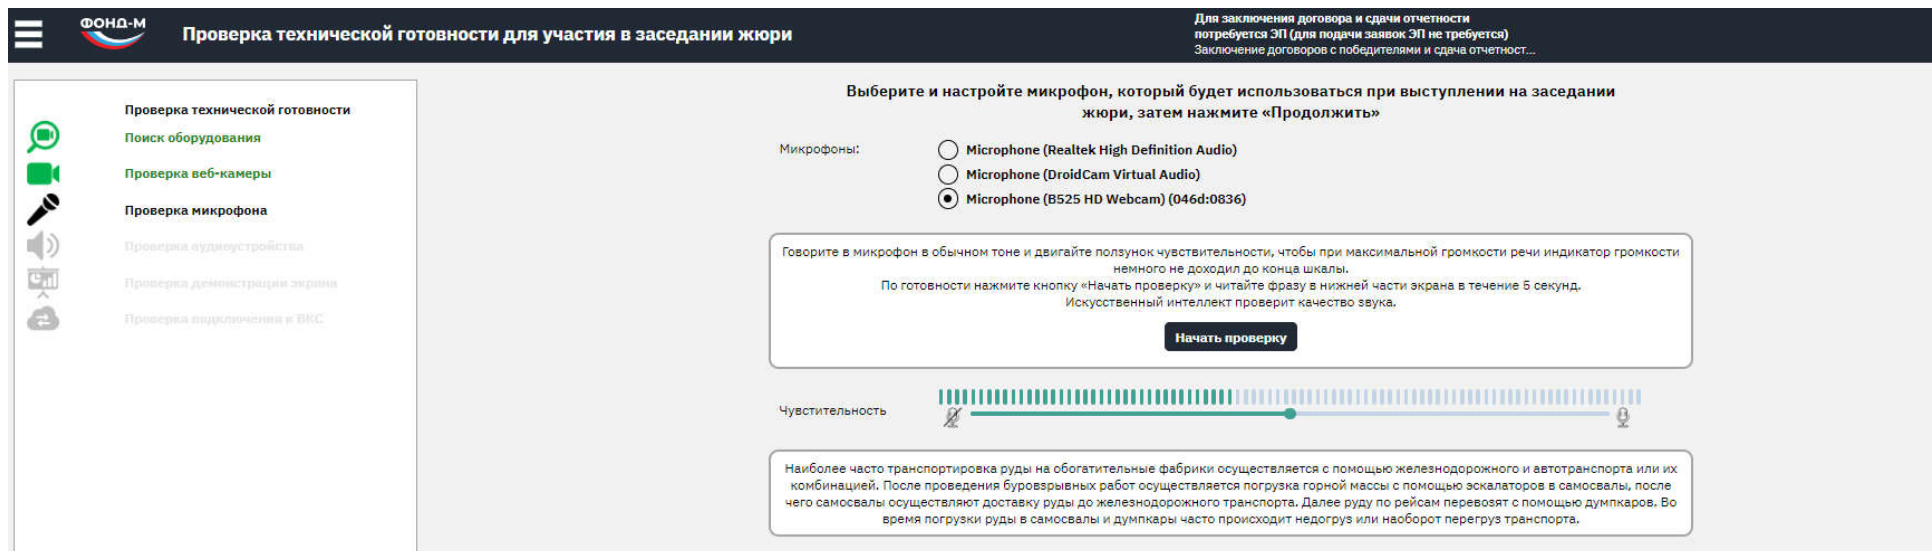 ФОНД-М
Проверка технической готовности для участия в заседании жюри
Для заключения договора и сдачи отчетности
потребуется ЭП (для подачи заявок ЭП не требуется)
Заключение договоров с победителями и сдача отчетност...
Проверка технической готовности
Поиск оборудования
Проверка веб-камеры
Проверка микрофона
Проверка аудиоустройства
Проверка демонстрации экрана
Проверка подключения к ВКС
Выберите и настройте микрофон, который будет использоваться при выступлении на заседании
жюри, затем нажмите «Продолжить»
Микрофоны:
Microphone (Realtek High Definition Audio)
Microphone (DroidCam Virtual Audio)
Microphone (B525 HD Webcam) (046d:0836)
Говорите в микрофон в обычном тоне и двигайте ползунок чувствительности, чтобы при максимальной громкости речи индикатор громкости
немного не доходил до конца шкалы.
По готовности нажмите кнопку «Начать проверку» и читайте фразу в нижней части экрана в течение 5 секунд.
Искусственный интеллект проверит качество звука.
Начать проверку
Чувстительность
Наиболее часто транспортировка руды на обогатительные фабрики осуществляется с помощью железнодорожного и автотранспорта или их
комбинацией. После проведения буровзрывных работ осуществляется погрузка горной массы с помощью эскалаторов в самосвалы, после
чего самосвалы осуществляют доставку руды до железнодорожного транспорта. Далее руду по рейсам перевозят с помощью думпкаров. Во
время погрузки руды в самосвалы и думпкары часто происходит недогруз или наоборот перегруз транспорта.